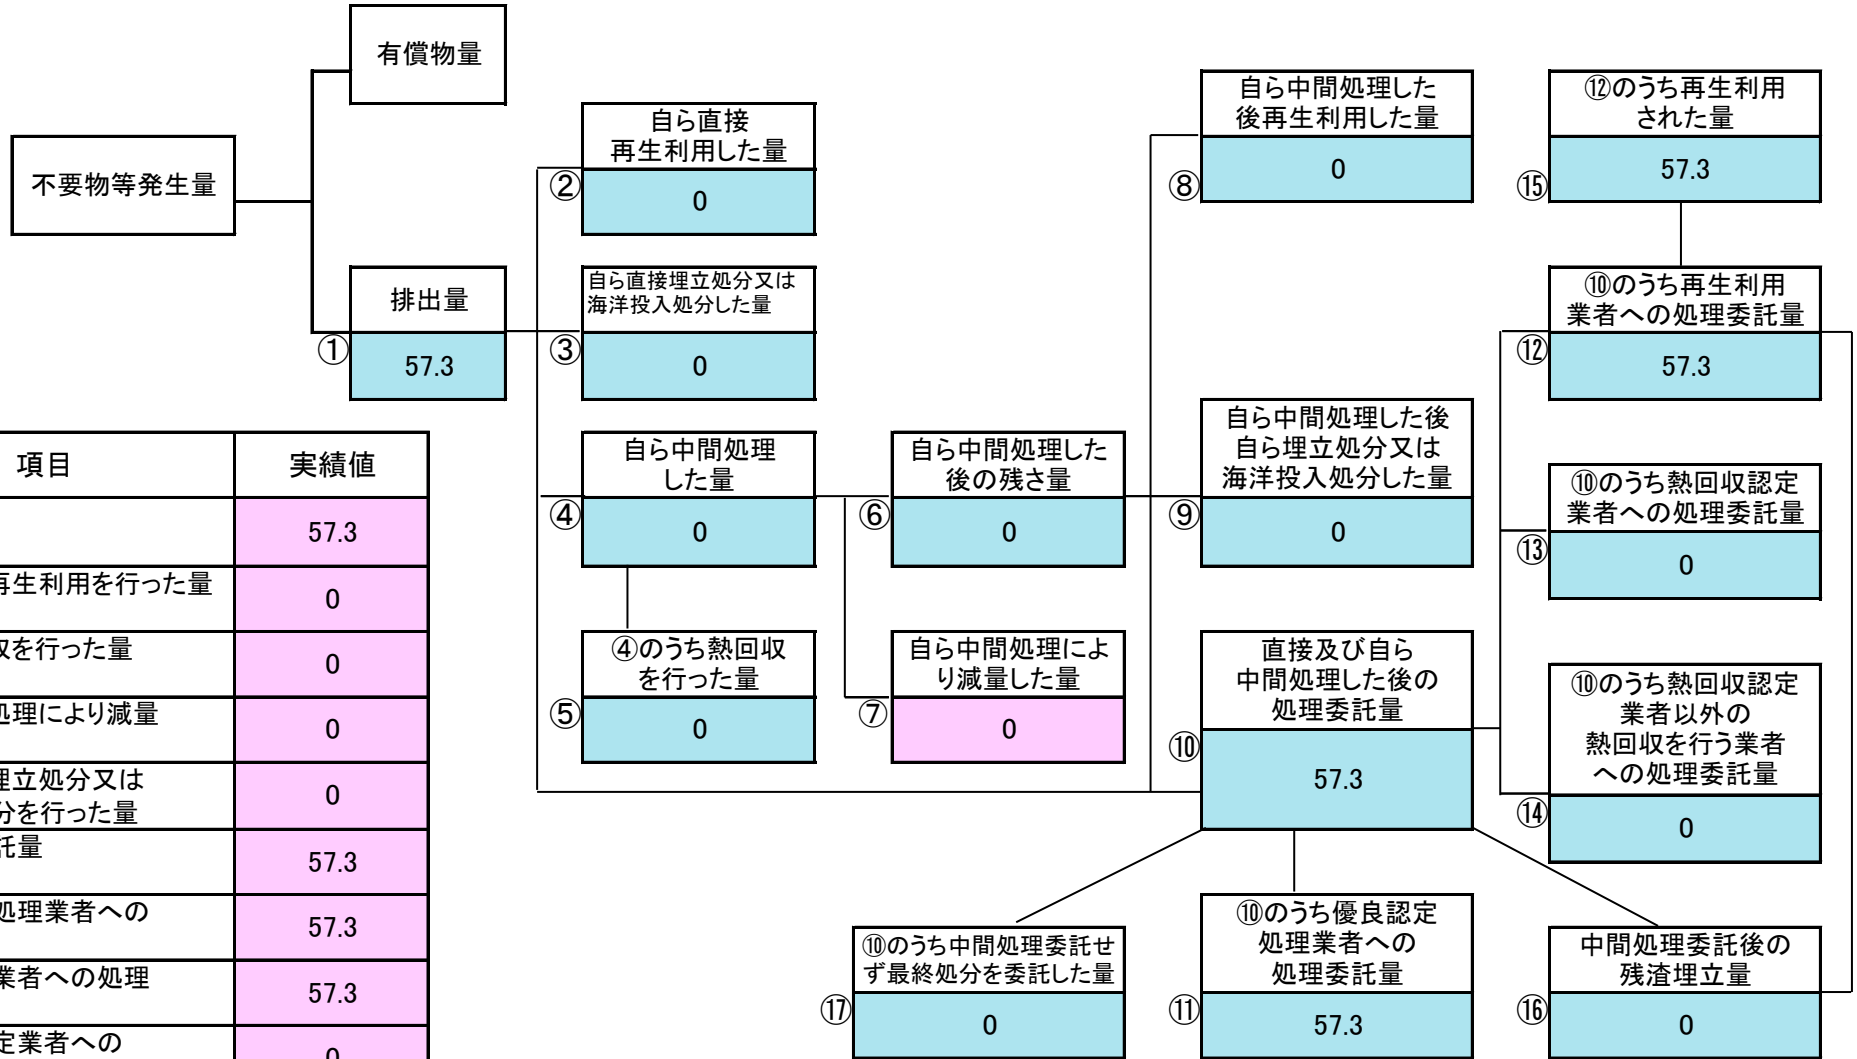 有償物量
不要物等発生量
排出量
①
57.3
自ら直接
再生利用した量
②
0
自ら直接埋立処分又は
海洋投入処分した量
③
0
自ら中間処理
した量
④
0
④のうち熱回収
を行った量
⑤
0
自ら中間処理した
後の残さ量
⑥
0
自ら中間処理によ
り減量した量
⑦
0
自ら中間処理した
後再生利用した量
⑧
0
自ら中間処理した後
自ら埋立処分又は
海洋投入処分した量
⑨
0
直接及び自ら
中間処理した後の
処理委託量
⑩
57.3
⑩のうち優良認定
処理業者への
処理委託量
⑪
57.3
⑩のうち中間処理委託せ
ず最終処分を委託した量
⑰
0
⑫のうち再生利用
された量
⑮
57.3
⑩のうち再生利用
業者への処理委託量
⑫
57.3
⑩のうち熱回収認定
業者への処理委託量
⑬
0
⑩のうち熱回収認定
業者以外の
熱回収を行う業者
への処理委託量
⑭
0
中間処理委託後の
残渣埋立量
⑯
0
項目 実績値
57.3
再生利用を行った量 0
を行った量 0
処理により減量 0
埋立処分又は
分を行った量 0
託量 57.3
処理業者への 57.3
業者への処理 57.3
定業者への 0